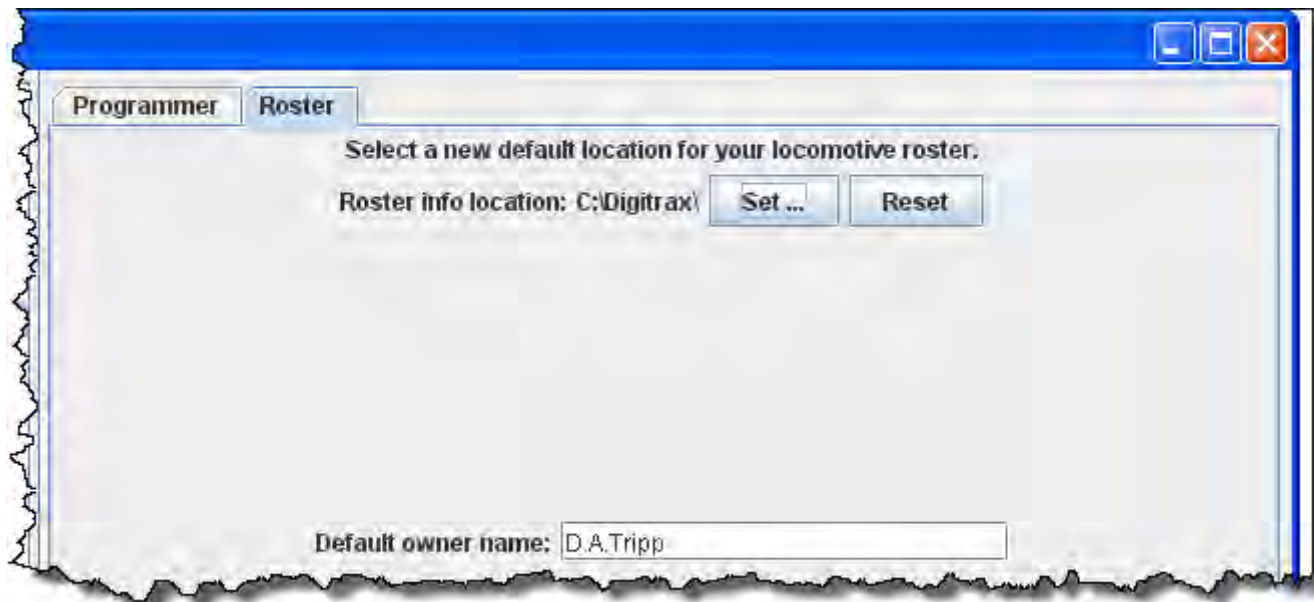 Programmer Roster
Select a new default location for your locomotive roster.
Roster info location: C:\Digitrax\ Set ... Reset
Default owner name: D.A.Tripp